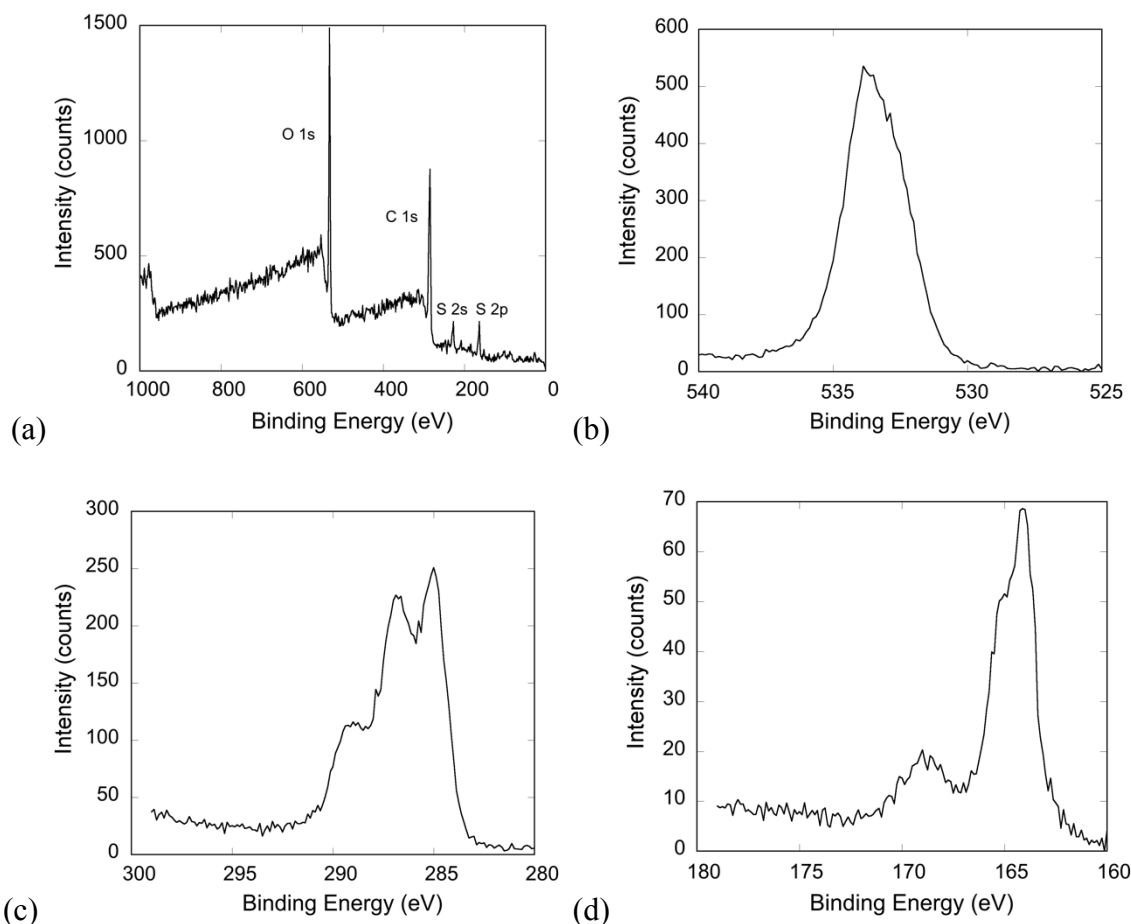 1500
1000
500
0
Intensity (counts)
O 1s
C 1s
S 2s S 2p
1000 800 600 400 200 0
Binding Energy (eV)
(a)
600
500
400
300
200
100
0
Intensity (counts)
540 535 530 525
Binding Energy (eV)
(b)
300
250
200
150
100
50
0
Intensity (counts)
300 295 290 285 280
Binding Energy (eV)
(c)
70
60
50
40
30
20
10
0
Intensity (counts)
180 175 170 165 160
Binding Energy (eV)
(d)